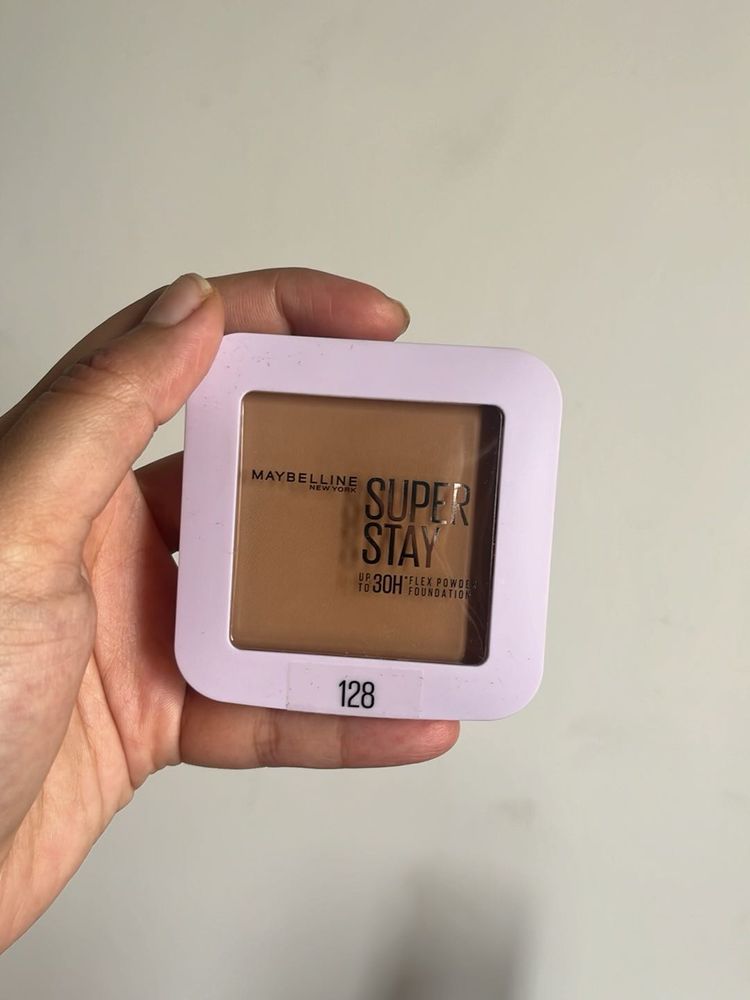 MAYBELLINE
NEW YORK
SUPER
STAY
UP TO 30H* FLEX POWDER
FOUNDATION
128